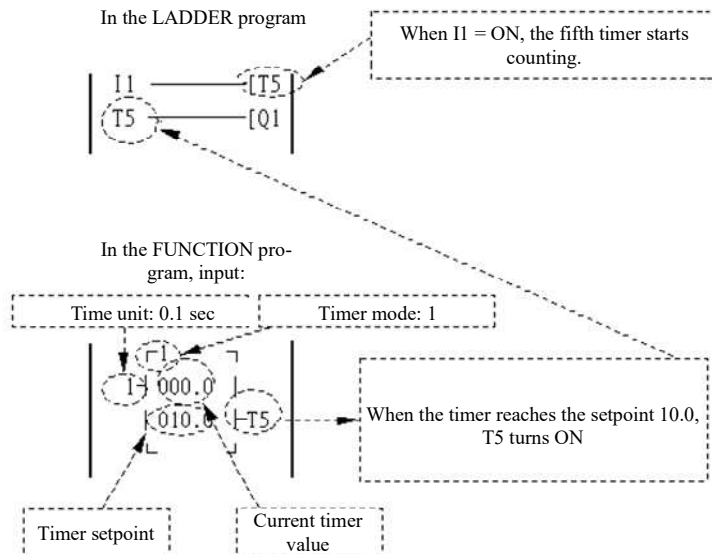 In the LADDER program
When I1 = ON, the fifth timer starts
counting.
I1 [T5
T5 [Q1
In the FUNCTION pro-
gram, input:
Time unit: 0.1 sec
Timer mode: 1
1
1 000.0
010.0 T5
When the timer reaches the setpoint 10.0,
T5 turns ON
Timer setpoint
Current timer
value